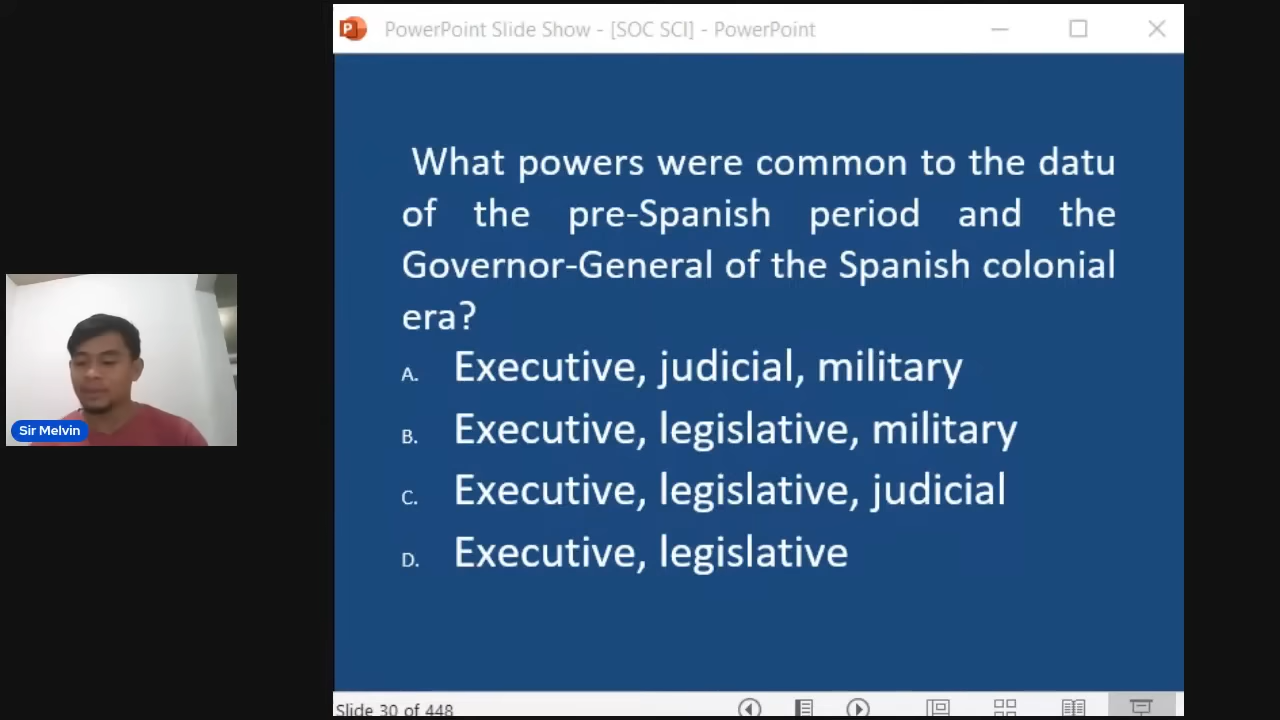 PowerPoint Slide Show - [SOC SCI] - PowerPoint
What powers were common to the datu
of the pre-Spanish period and the
Governor-General of the Spanish colonial
era?
A. Executive, judicial, military
B. Executive, legislative, military
C. Executive, legislative, judicial
D. Executive, legislative
Sir Melvin
Slide 30 of 448